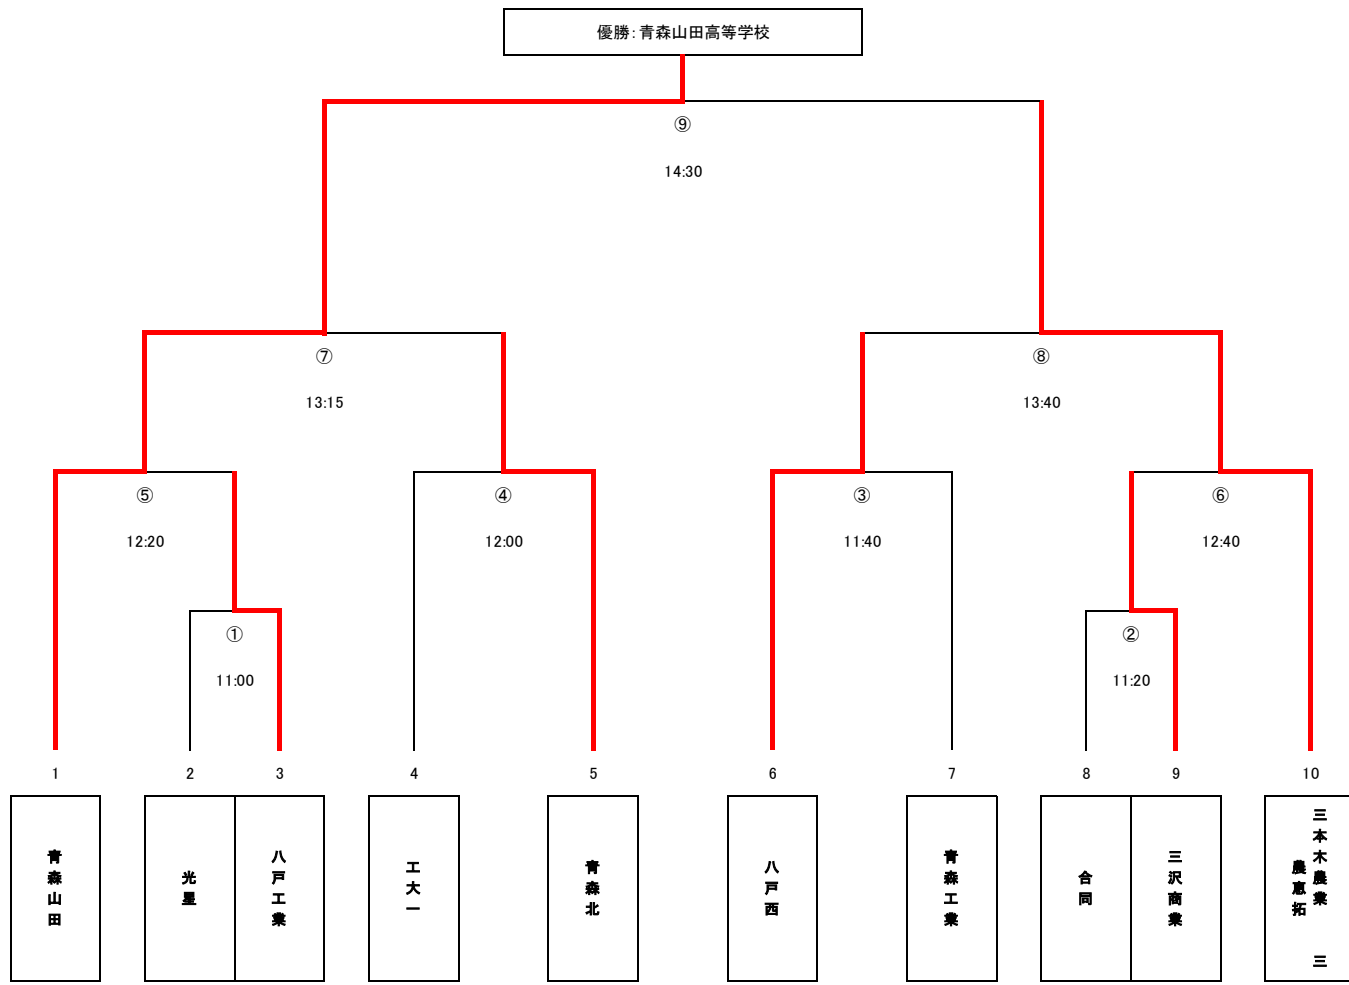 優勝：青森山田高等学校
⑨
14:30
⑦
⑧
13:15
13:40
⑤
④
③
⑥
12:20
12:00
11:40
12:40
①
②
11:00
11:20
1
2
3
4
5
6
7
8
9
10
青森山田
光星
八戸工業
工大一
青森北
八戸西
青森工業
合同
三沢商業
三本木農業　三
農恵拓